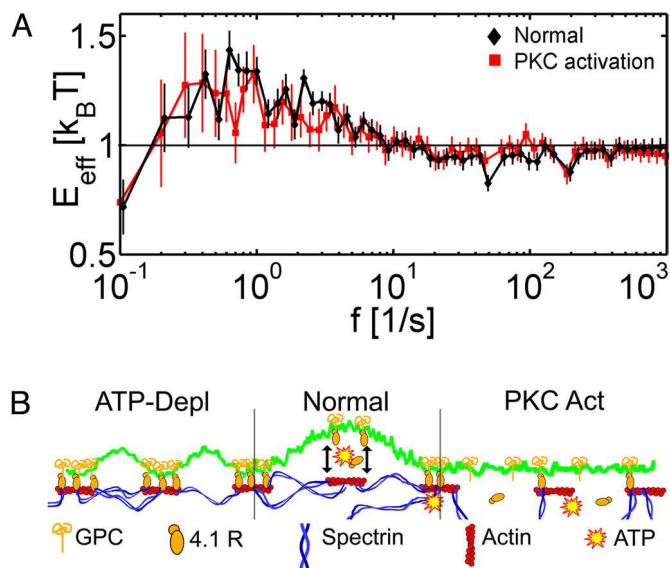 A
1.5
1
0.5
E_eff [k_B T]
Normal
PKC activation
10^-1 10^0 10^1 10^2 10^3
f [1/s]
B
ATP-Depl Normal PKC Act
GPC 4.1 R Spectrin Actin ATP